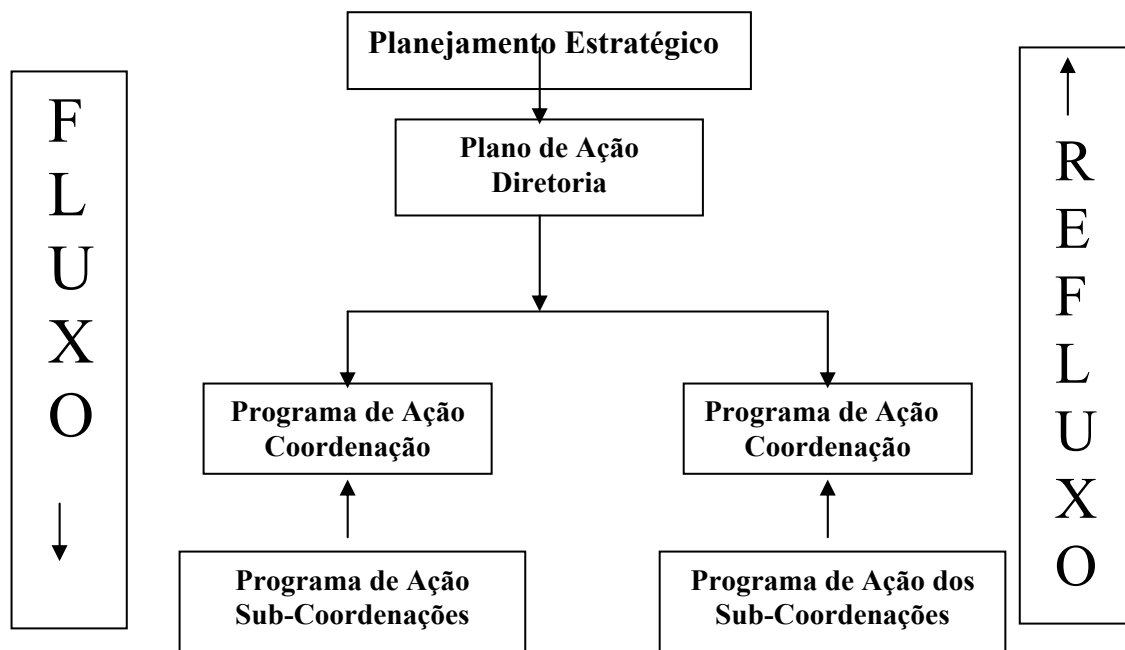 Planejamento Estratégico
Plano de Ação
Diretoria
F
L
U
X
O
R
E
F
L
U
X
O
Programa de Ação
Coordenação
Programa de Ação
Coordenação
Programa de Ação
Sub-Coordenações
Programa de Ação dos
Sub-Coordenações